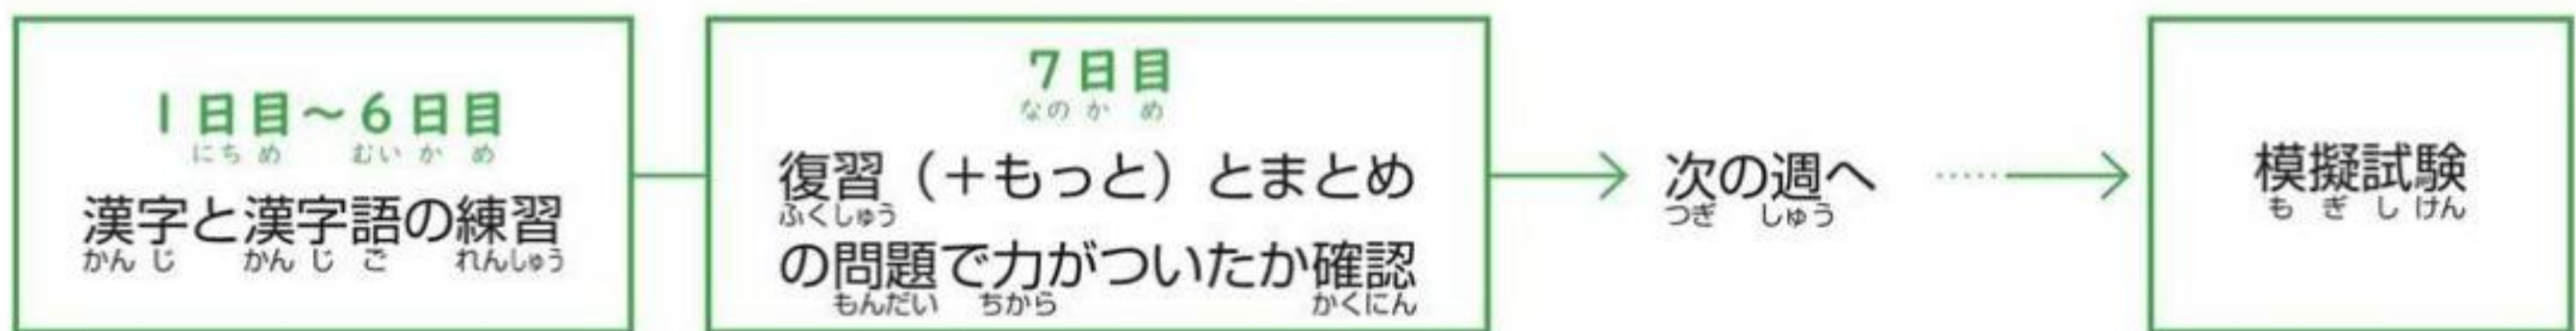 1日目～6日目
にち め むい か め
漢字と漢字語の練習
かん じ かん じ ご れんしゅう
7日目
なの か め
復習（＋もっと）とまとめ
ふくしゅう
の問題で力がついたか確認
もんだい ちから かくにん
次の週へ
つぎ しゅう
模擬試験
も ぎ し けん